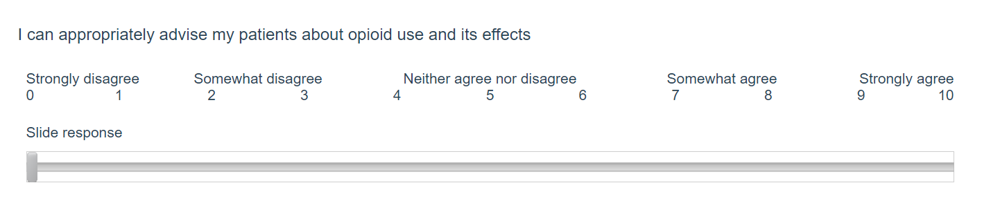 I can appropriately advise my patients about opioid use and its effects
Strongly disagree Somewhat disagree Neither agree nor disagree Somewhat agree Strongly agree
0 1 2 3 4 5 6 7 8 9 10
Slide response